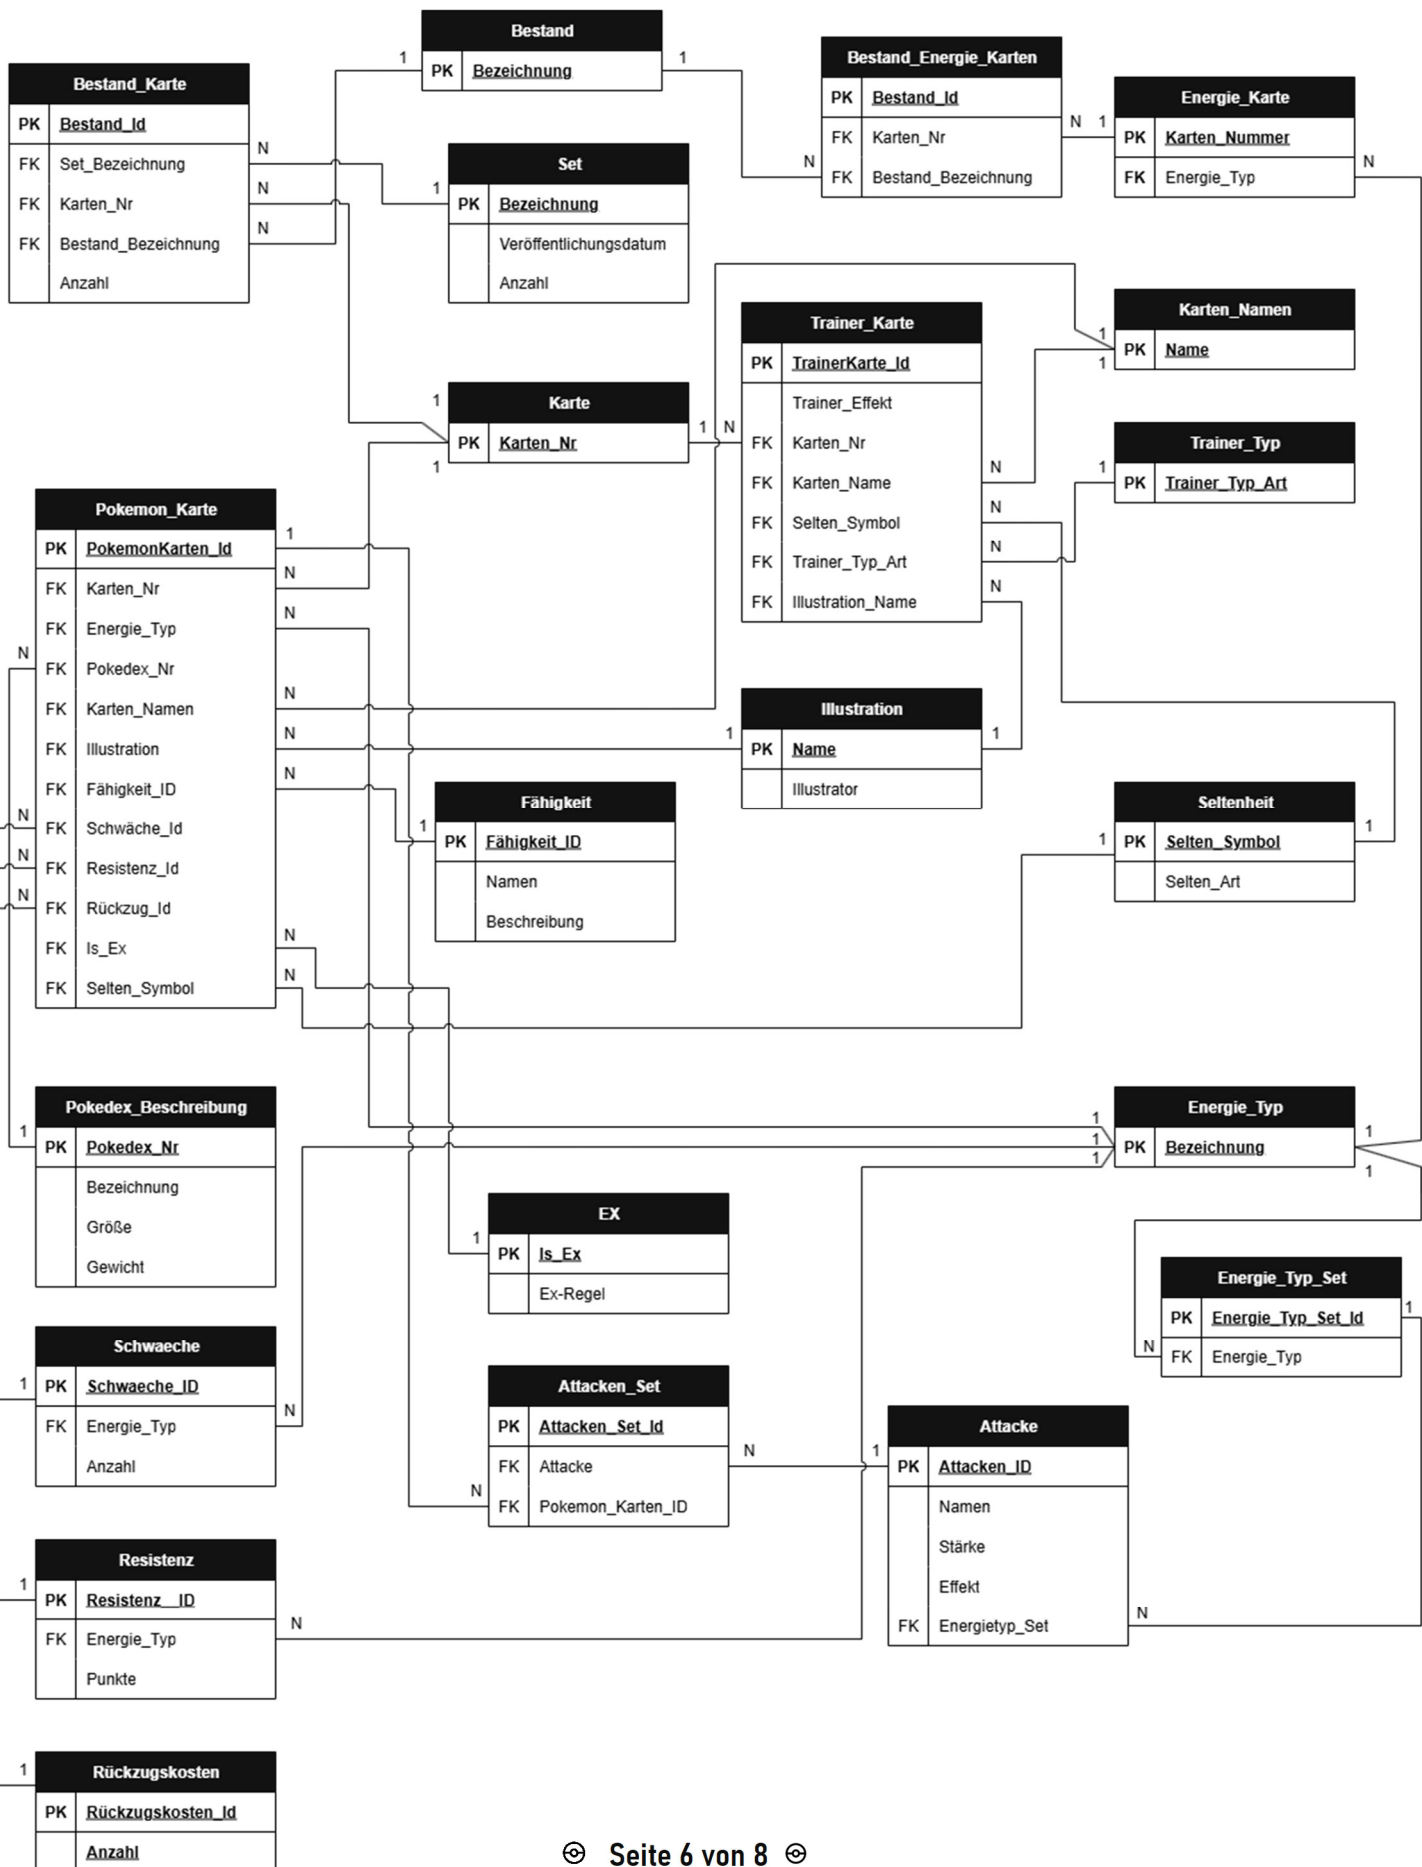 Bestand
PK Bezeichnung
1
1
Bestand_Karte
PK Bestand_Id
FK Set_Bezeichnung
FK Karten_Nr
FK Bestand_Bezeichnung
Anzahl
N
N
N
Set
PK Bezeichnung
Veröffentlichungsdatum
Anzahl
1
Bestand_Energie_Karten
PK Bestand_Id
FK Karten_Nr
FK Bestand_Bezeichnung
N
N 1
Energie_Karte
PK Karten_Nummer
FK Energie_Typ
N
Karten_Namen
PK Name
1
1
Trainer_Karte
PK TrainerKarte_Id
Trainer_Effekt
FK Karten_Nr
FK Karten_Name
FK Selten_Symbol
FK Trainer_Typ_Art
FK Illustration_Name
N
N
N
N
Karte
PK Karten_Nr
1
1
1 N
Trainer_Typ
PK Trainer_Typ_Art
1
Pokemon_Karte
PK PokemonKarten_Id
FK Karten_Nr
FK Energie_Typ
FK Pokedex_Nr
FK Karten_Namen
FK Illustration
FK Fähigkeit_ID
FK Schwäche_Id
FK Resistenz_Id
FK Rückzug_Id
FK Is_Ex
FK Selten_Symbol
1
N
N
N
N
N
N
N
N
N
N
N
Illustration
PK Name
Illustrator
1
1
Fähigkeit
PK Fähigkeit_ID
Namen
Beschreibung
1
Seltenheit
PK Selten_Symbol
Selten_Art
1
1
Pokedex_Beschreibung
PK Pokedex_Nr
Bezeichnung
Größe
Gewicht
1
Energie_Typ
PK Bezeichnung
1
1
1
1
1
EX
PK Is_Ex
Ex-Regel
1
Energie_Typ_Set
PK Energie_Typ_Set_Id
FK Energie_Typ
1
N
Schwaeche
PK Schwaeche_ID
FK Energie_Typ
Anzahl
1
N
Attacken_Set
PK Attacken_Set_Id
FK Attacke
FK Pokemon_Karten_ID
N
N
Attacke
PK Attacken_ID
Namen
Stärke
Effekt
FK Energietyp_Set
1
N
Resistenz
PK Resistenz__ID
FK Energie_Typ
Punkte
1
N
Rückzugskosten
PK Rückzugskosten_Id
Anzahl
1
Seite 6 von 8